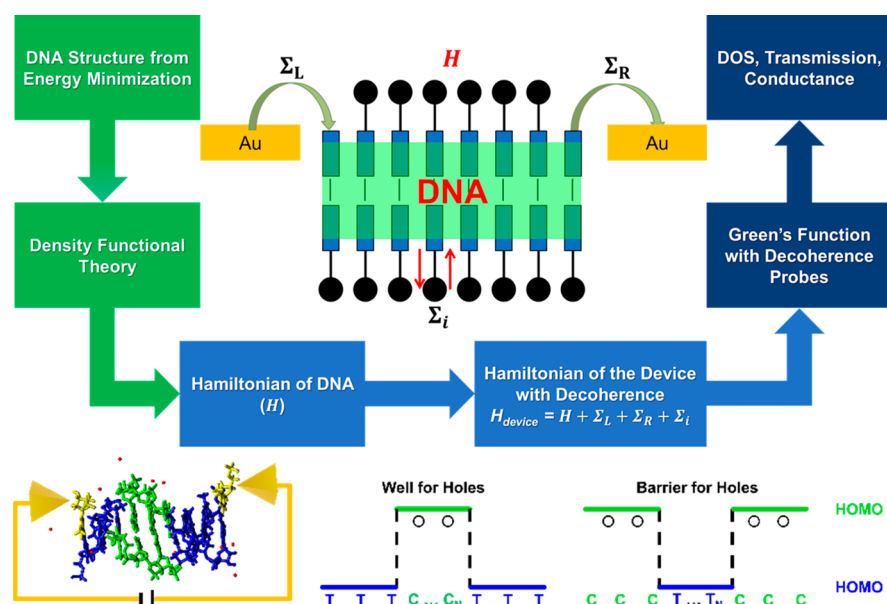 DNA Structure from
Energy Minimization
Σ_L
H
Σ_R
DOS, Transmission,
Conductance
Au
Au
DNA
Density Functional
Theory
Green's Function
with Decoherence
Probes
Σ_i
Hamiltonian of DNA
(H)
Hamiltonian of the Device
with Decoherence
H_device = H + Σ_L + Σ_R + Σ_i
Well for Holes
Barrier for Holes
HOMO
HOMO
T T T C ... C_N T T T
C C C T ... T_N C C C